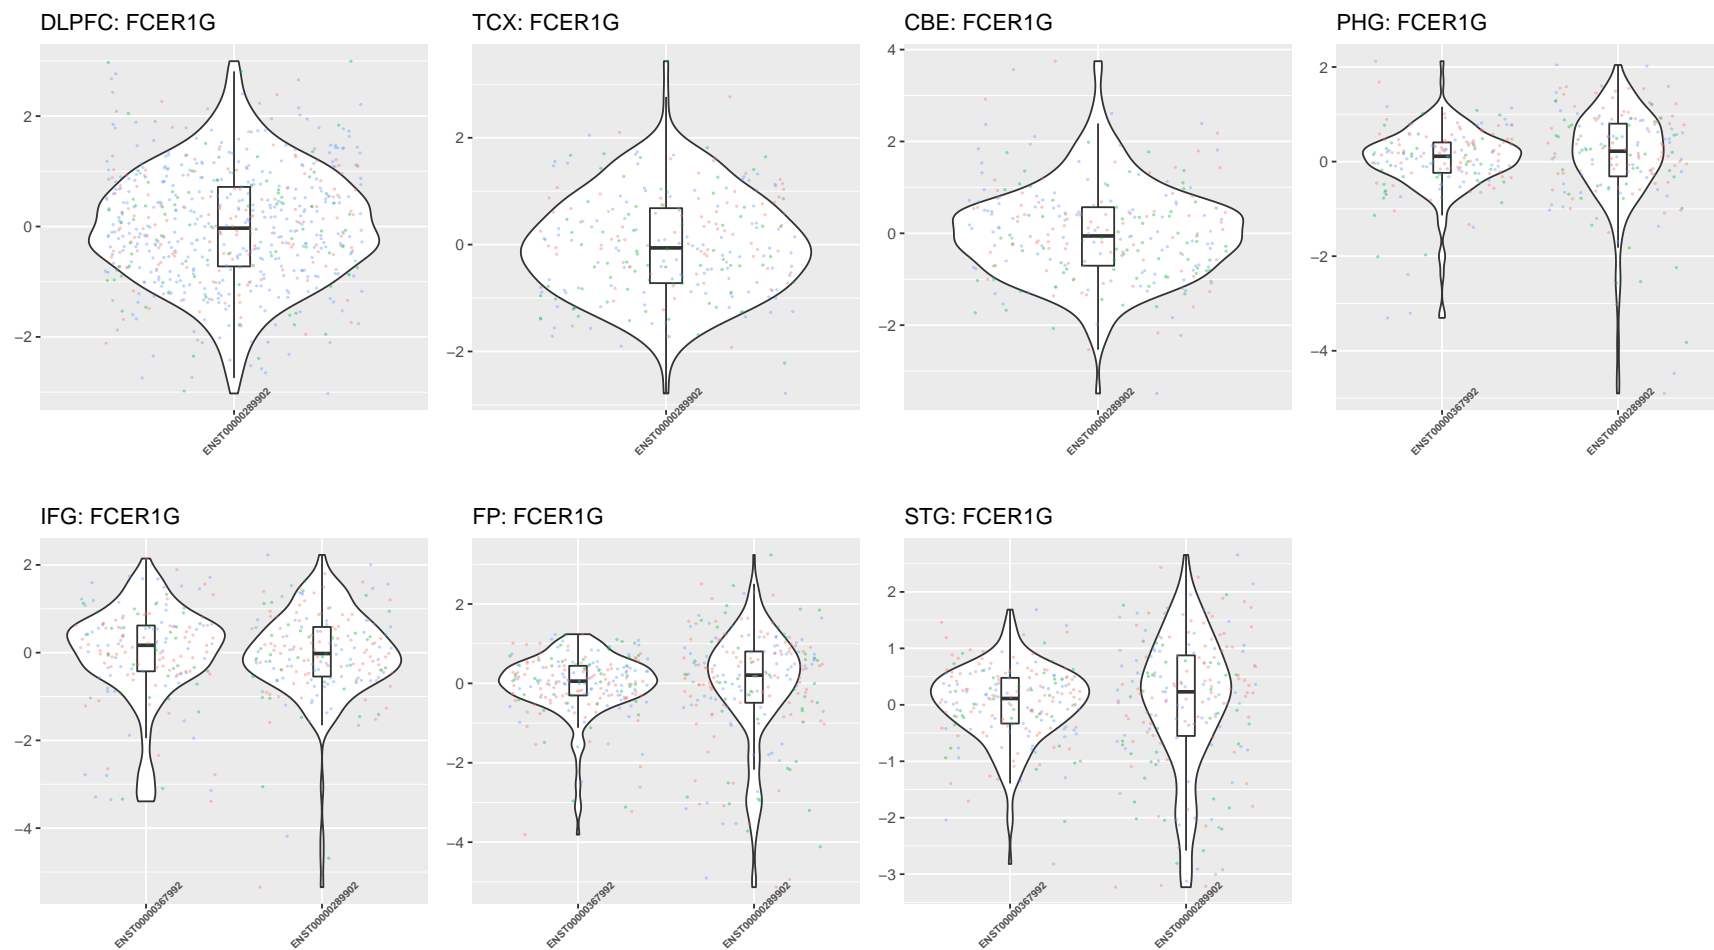 DLPFC: FCER1G
2
0
−2
ENST00000289902
TCX: FCER1G
2
0
−2
ENST00000289902
CBE: FCER1G
4
2
0
−2
ENST00000289902
PHG: FCER1G
2
0
−2
−4
ENST00000367992
ENST00000289902
IFG: FCER1G
2
0
−2
−4
ENST00000367992
ENST00000289902
FP: FCER1G
2
0
−2
−4
ENST00000367992
ENST00000289902
STG: FCER1G
2
1
0
−1
−2
−3
ENST00000367992
ENST00000289902